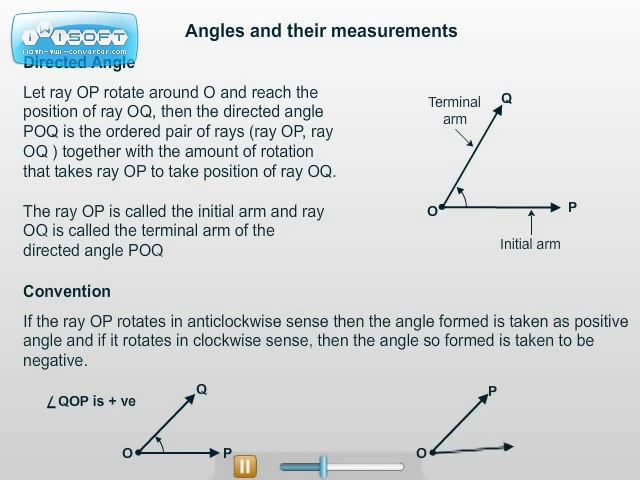 Angles and their measurements
iWiSOFT
flash-swf-converter.com
Directed Angle
Let ray OP rotate around O and reach the
position of ray OQ, then the directed angle
POQ is the ordered pair of rays (ray OP, ray
OQ ) together with the amount of rotation
that takes ray OP to take position of ray OQ.
The ray OP is called the initial arm and ray
OQ is called the terminal arm of the
directed angle POQ
Terminal
arm
Q
O
P
Initial arm
Convention
If the ray OP rotates in anticlockwise sense then the angle formed is taken as positive
angle and if it rotates in clockwise sense, then the angle so formed is taken to be
negative.
∠QOP is + ve
Q
O
P
P
O